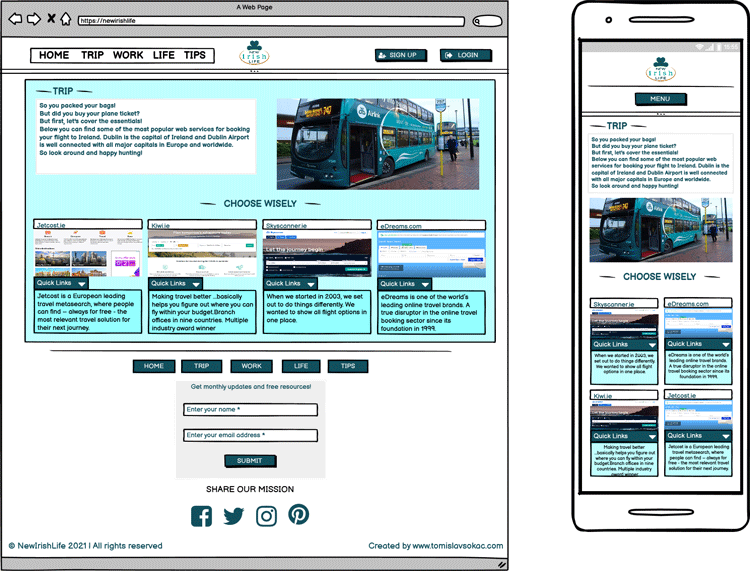 A Web Page
https://newirishlife
HOME TRIP WORK LIFE TIPS
NEW
Irish
LIFE
SIGN UP
LOGIN
TRIP
So you packed your bags!
But did you buy your plane ticket?
But first, let's cover the essentials!
Below you can find some of the most popular web services for booking
your flight to Ireland. Dublin is the capital of Ireland and Dublin Airport
is well connected with all major capitals in Europe and worldwide.
So look around and happy hunting!
Airlink
747
CHOOSE WISELY
Jetcost.ie
Quick Links
Jetcost is a European leading
travel metasearch, where people
can find – always for free - the
most relevant travel solution for
their next journey.
Kiwi.ie
Quick Links
Making travel better ...basically
helps you figure out where you can
fly within your budget.Branch
offices in nine countries. Multiple
industry award winner
Skyscanner.ie
Let the journey begin
Quick Links
When we started in 2003, we set
out to do things differently. We
wanted to show all flight options in
one place.
eDreams.com
Quick Links
eDreams is one of the world's
leading online travel brands. A
true disruptor in the online travel
booking sector since its
foundation in 1999.
HOME TRIP WORK LIFE TIPS
Get monthly updates and free resources!
Enter your name *
Enter your email address *
SUBMIT
SHARE OUR MISSION
© NewIrishLife 2021 | All rights reserved
Created by www.tomislavsokac.com
15:55
NEW
Irish
LIFE
MENU
TRIP
So you packed your bags!
But did you buy your plane ticket?
But first, let's cover the essentials!
Below you can find some of the most popular web
services for booking your flight to Ireland. Dublin is the
capital of Ireland and Dublin Airport is well connected
with all major capitals in Europe and worldwide.
So look around and happy hunting!
CHOOSE WISELY
Skyscanner.ie
Quick Links
When we started in 2003, we
set out to do things differently.
We wanted to show all flight
options in one place.
eDreams.com
Quick Links
eDreams is one of the world's
leading online travel brands.
A true disruptor in the online
travel booking sector since its
foundation in 1999.
Kiwi.ie
Quick Links
Making travel better
...basically helps you figure out
where you can fly within your
budget.Branch offices in nine
countries. Multiple industry
award winner
Jetcost.ie
Quick Links
Jetcost is a European leading
travel metasearch, where
people can find – always for
free - the most relevant travel
solution for their next journey.